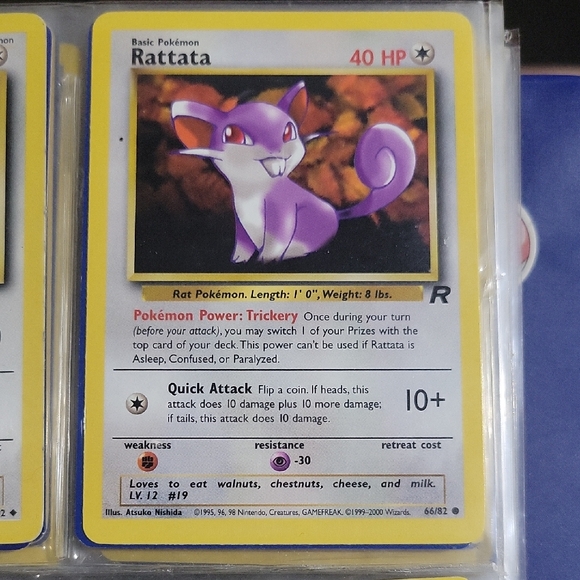 Basic Pokémon
Rattata
40 HP
Rat Pokémon. Length: 1' 0", Weight: 8 lbs.
R
Pokémon Power: Trickery Once during your turn
(before your attack), you may switch 1 of your Prizes with the
top card of your deck. This power can't be used if Rattata is
Asleep, Confused, or Paralyzed.
Quick Attack Flip a coin. If heads, this
attack does 10 damage plus 10 more damage;
if tails, this attack does 10 damage.
10+
weakness
resistance
retreat cost
-30
Loves to eat walnuts, chestnuts, cheese, and milk.
LV. 12 #19
Illus. Atsuko Nishida ©1995, 96, 98 Nintendo, Creatures, GAMEFREAK. ©1999-2000 Wizards. 66/82